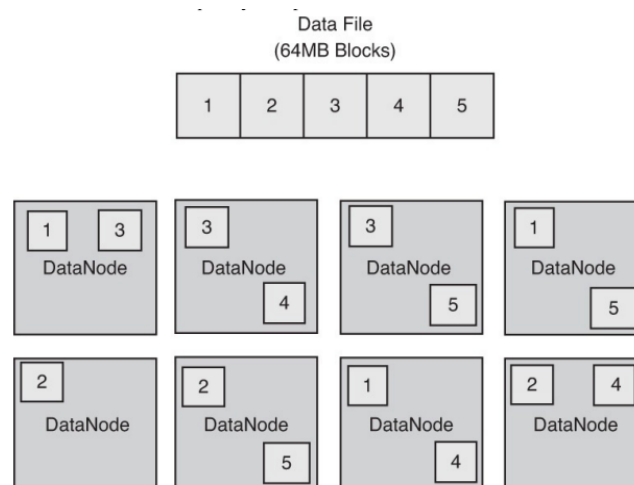 Data File
(64MB Blocks)
1 2 3 4 5
1 3
DataNode
3
DataNode
4
3
DataNode
5
1
DataNode
5
2
DataNode
2
DataNode
5
1
DataNode
4
2 4
DataNode